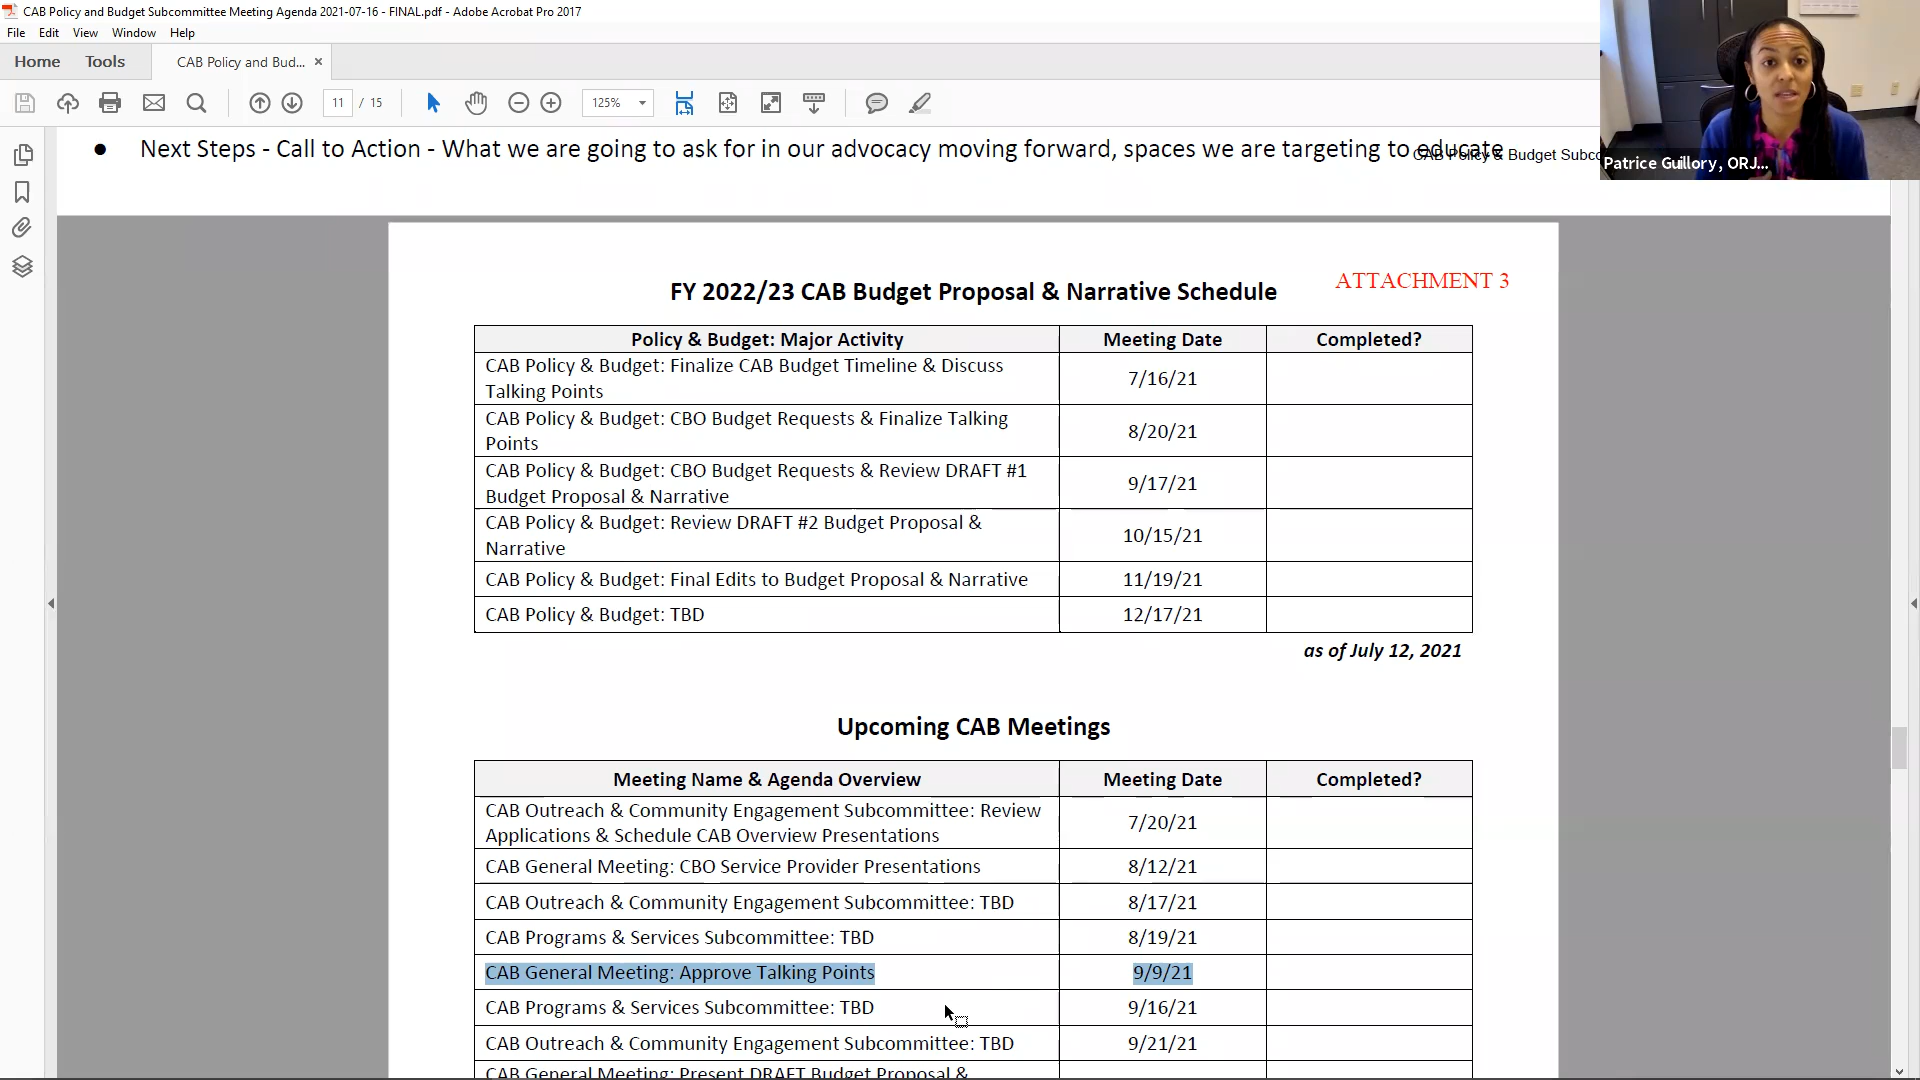 CAB Policy and Budget Subcommittee Meeting Agenda 2021-07-16 - FINAL.pdf - Adobe Acrobat Pro 2017
File Edit View Window Help
Home Tools CAB Policy and Bud... ×
11 / 15 125%
● Next Steps - Call to Action - What we are going to ask for in our advocacy moving forward, spaces we are targeting to educate
CAB Policy & Budget Subco
Patrice Guillory, ORJ...
ATTACHMENT 3
FY 2022/23 CAB Budget Proposal & Narrative Schedule
Policy & Budget: Major Activity Meeting Date Completed?
CAB Policy & Budget: Finalize CAB Budget Timeline & Discuss
Talking Points 7/16/21
CAB Policy & Budget: CBO Budget Requests & Finalize Talking
Points 8/20/21
CAB Policy & Budget: CBO Budget Requests & Review DRAFT #1
Budget Proposal & Narrative 9/17/21
CAB Policy & Budget: Review DRAFT #2 Budget Proposal &
Narrative 10/15/21
CAB Policy & Budget: Final Edits to Budget Proposal & Narrative 11/19/21
CAB Policy & Budget: TBD 12/17/21
as of July 12, 2021
Upcoming CAB Meetings
Meeting Name & Agenda Overview Meeting Date Completed?
CAB Outreach & Community Engagement Subcommittee: Review
Applications & Schedule CAB Overview Presentations 7/20/21
CAB General Meeting: CBO Service Provider Presentations 8/12/21
CAB Outreach & Community Engagement Subcommittee: TBD 8/17/21
CAB Programs & Services Subcommittee: TBD 8/19/21
CAB General Meeting: Approve Talking Points 9/9/21
CAB Programs & Services Subcommittee: TBD 9/16/21
CAB Outreach & Community Engagement Subcommittee: TBD 9/21/21
CAB General Meeting: Present DRAFT Budget Proposal &